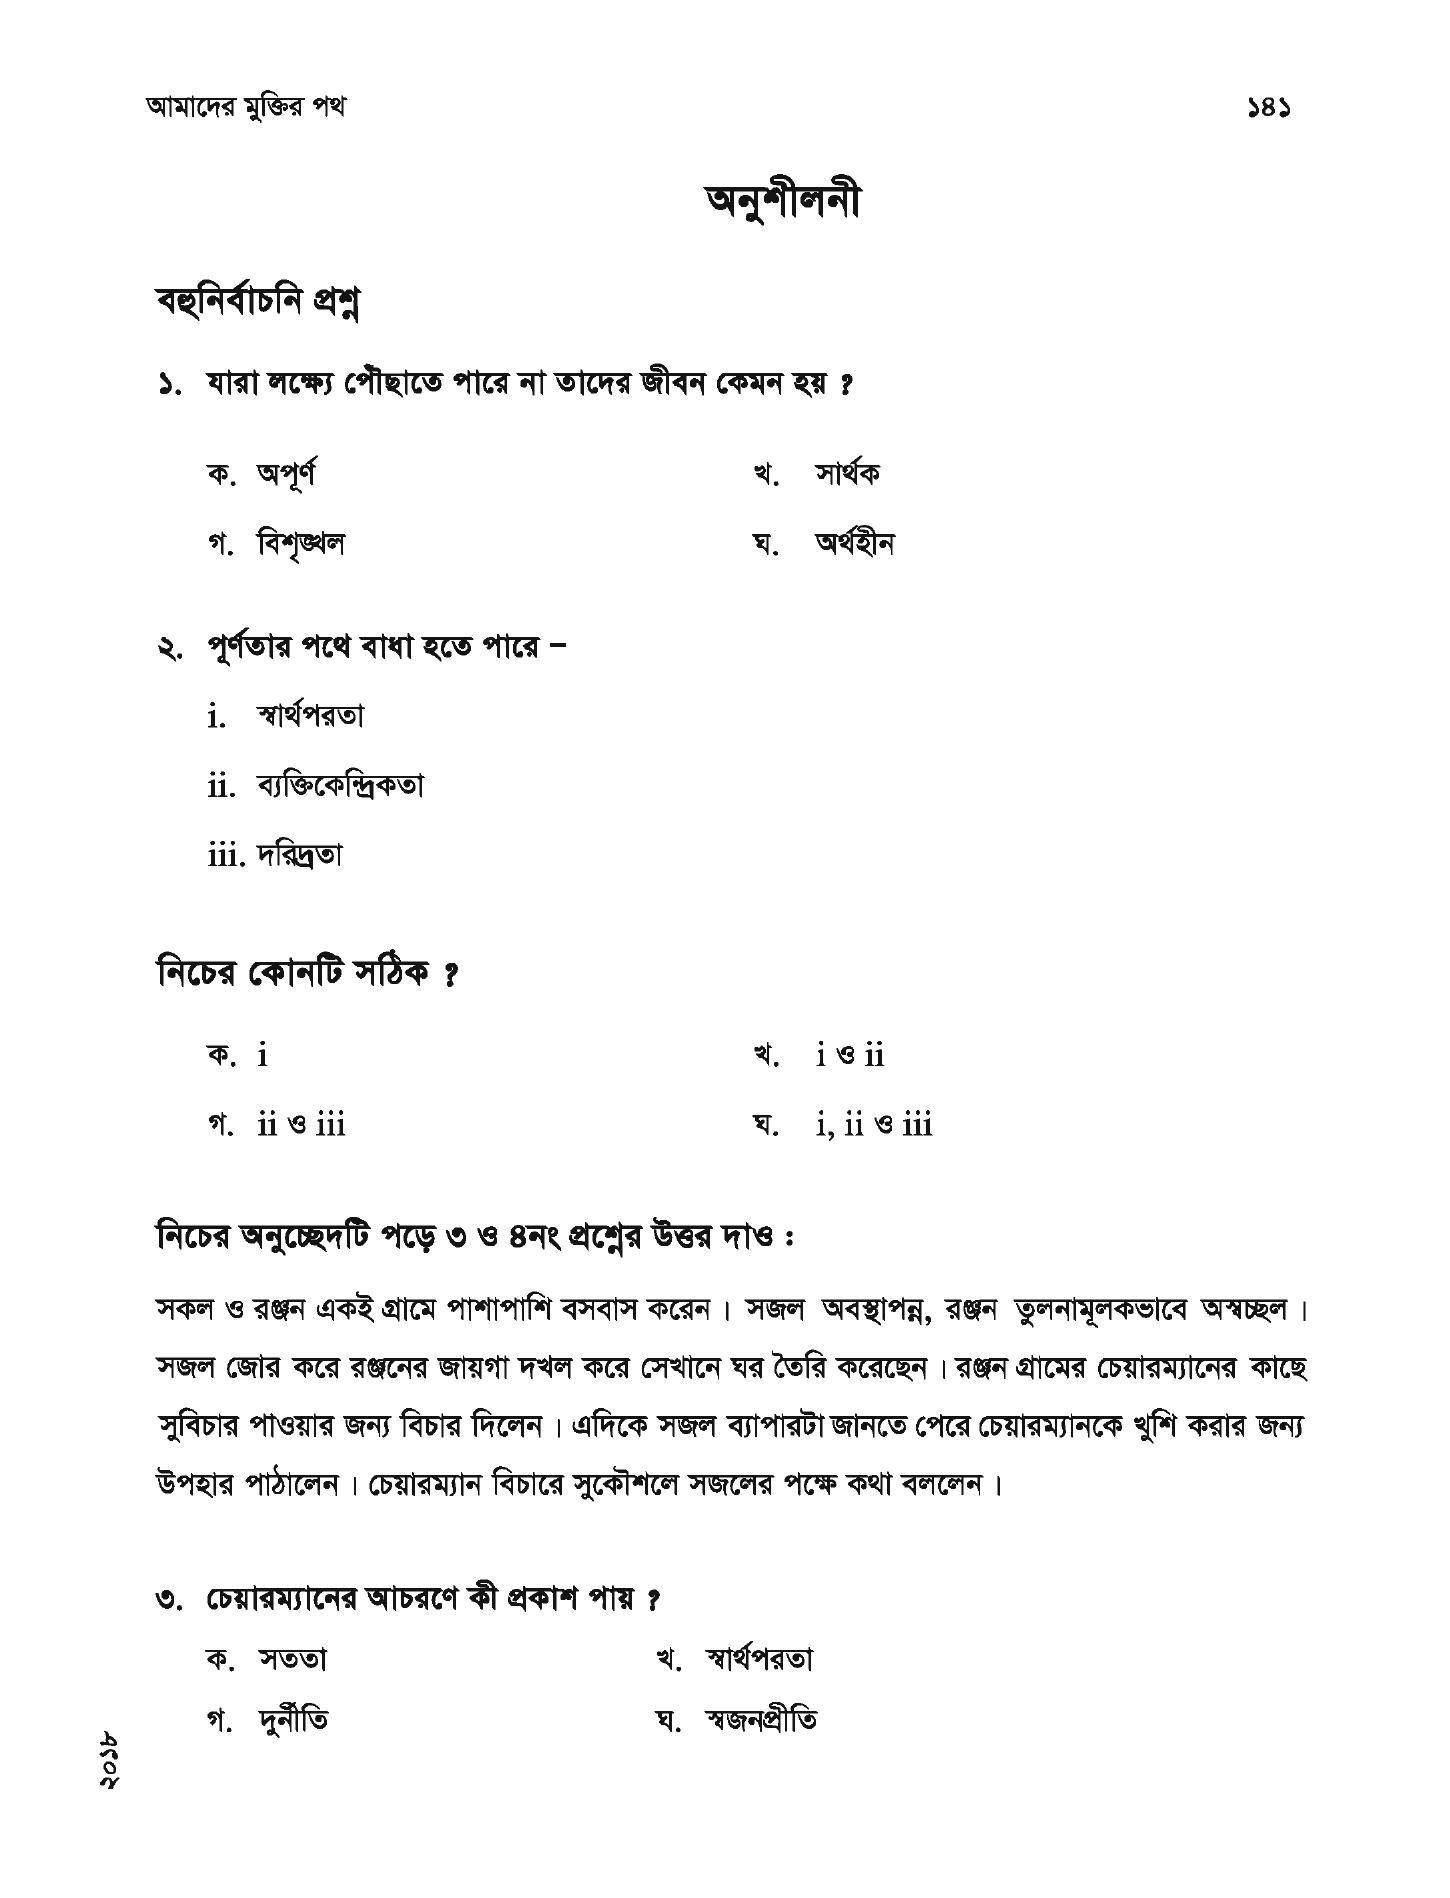 আমাদের মুক্তির পথ ১৪১
অনুশীলনী
বহুনির্বাচনি প্রশ্ন
১. যারা লক্ষ্যে পৌঁছাতে পারে না তাদের জীবন কেমন হয় ?
ক. অপূর্ণ খ. সার্থক
গ. বিশৃঙ্খল ঘ. অর্থহীন
২. পূর্ণতার পথে বাধা হতে পারে –
i. স্বার্থপরতা
ii. ব্যক্তিকেন্দ্রিকতা
iii. দরিদ্রতা
নিচের কোনটি সঠিক ?
ক. i খ. i ও ii
গ. ii ও iii ঘ. i, ii ও iii
নিচের অনুচ্ছেদটি পড়ে ৩ ও ৪নং প্রশ্নের উত্তর দাও :
সকল ও রঞ্জন একই গ্রামে পাশাপাশি বসবাস করেন। সজল অবস্থাপন্ন, রঞ্জন তুলনামূলকভাবে অস্বচ্ছল।
সজল জোর করে রঞ্জনের জায়গা দখল করে সেখানে ঘর তৈরি করেছেন। রঞ্জন গ্রামের চেয়ারম্যানের কাছে
সুবিচার পাওয়ার জন্য বিচার দিলেন। এদিকে সজল ব্যাপারটা জানতে পেরে চেয়ারম্যানকে খুশি করার জন্য
উপহার পাঠালেন। চেয়ারম্যান বিচারে সুকৌশলে সজলের পক্ষে কথা বললেন।
৩. চেয়ারম্যানের আচরণে কী প্রকাশ পায় ?
ক. সততা খ. স্বার্থপরতা
গ. দুর্নীতি ঘ. স্বজনপ্রীতি
২০১৮